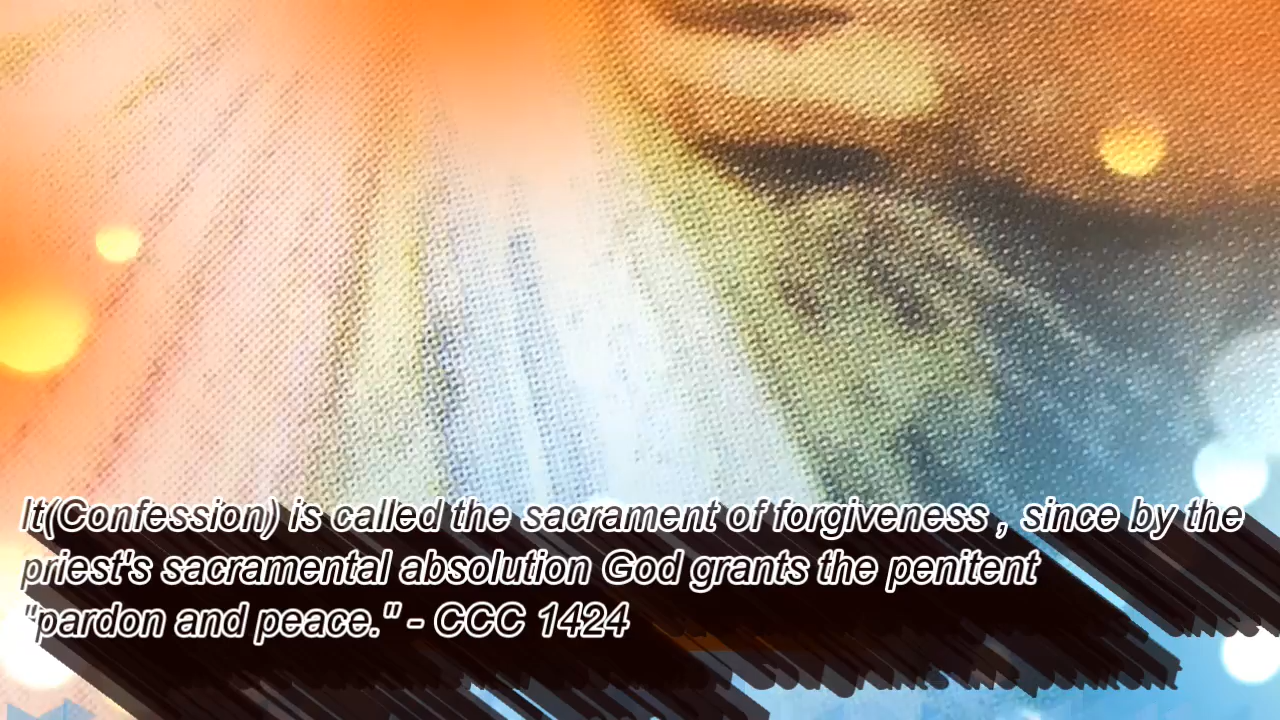 It(Confession) is called the sacrament of forgiveness , since by the
priest's sacramental absolution God grants the penitent
"pardon and peace." - CCC 1424